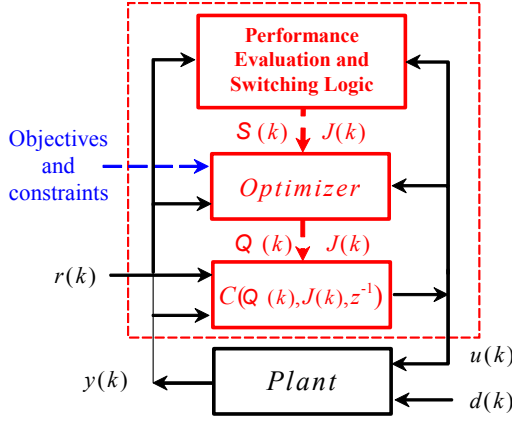 Performance
Evaluation and
Switching Logic
S (k) J(k)
Objectives
and
constraints
Optimizer
Q (k) J(k)
r(k)
C(Q (k), J(k), z⁻¹)
u(k)
y(k)
Plant
d(k)